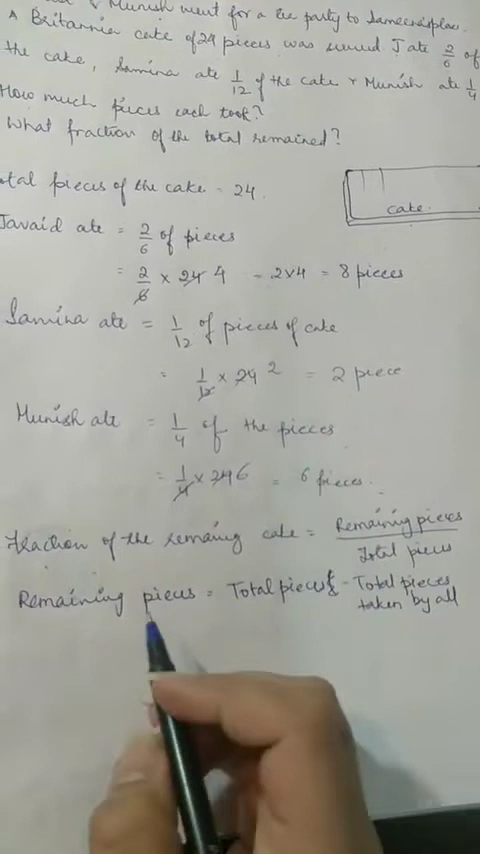 & Munish went for a tea party to Samina's place.
A Britannia cake of 24 pieces was served J ate 2/6 of
the cake, Samina ate 1/12 of the cake & Munish ate 1/4
How much pieces each took?
What fraction of the total remained?
otal pieces of the cake = 24.
cake.
Javaid ate = 2/6 of pieces
= 2/6 × 24 4 = 2×4 = 8 pieces
Samina ate = 1/12 of pieces of cake
= 1/12 × 24 2 = 2 piece
Munish ate = 1/4 of the pieces
= 1/4 × 24 6 = 6 pieces.
Fraction of the remaing cake = Remaining pieces / Total pieces
Remaining pieces = Total pieces - Total pieces
taken by all